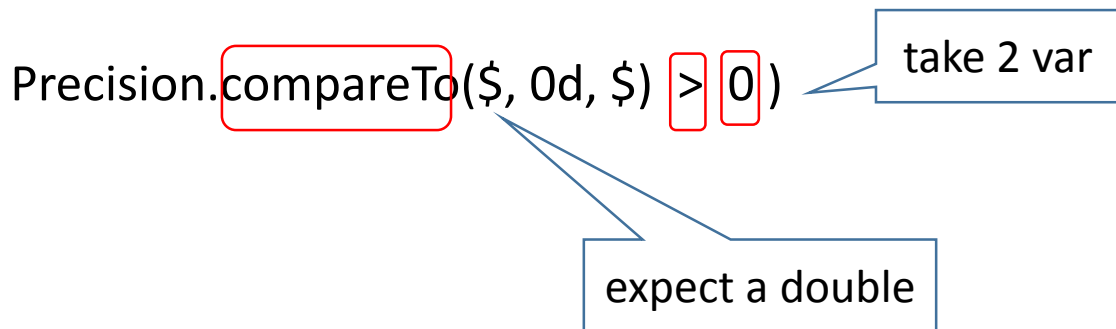 take 2 var
Precision.compareTo($, 0d, $) > 0 )
expect a double